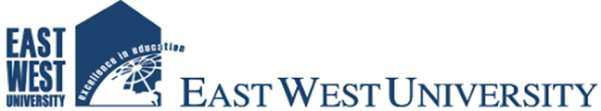 EAST
WEST
UNIVERSITY
excellence in education
EAST WEST UNIVERSITY